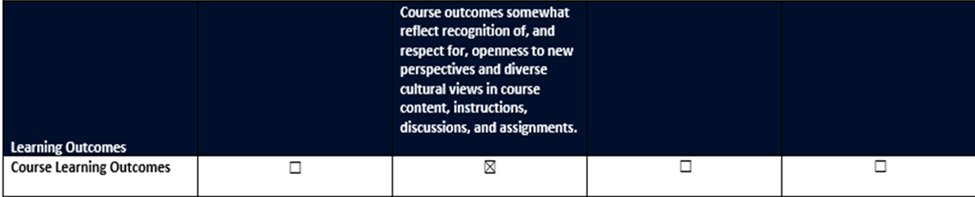 Course outcomes somewhat
reflect recognition of, and
respect for, openness to new
perspectives and diverse
cultural views in course
content, instructions,
discussions, and assignments.
Learning Outcomes
Course Learning Outcomes ☐ ☒ ☐ ☐